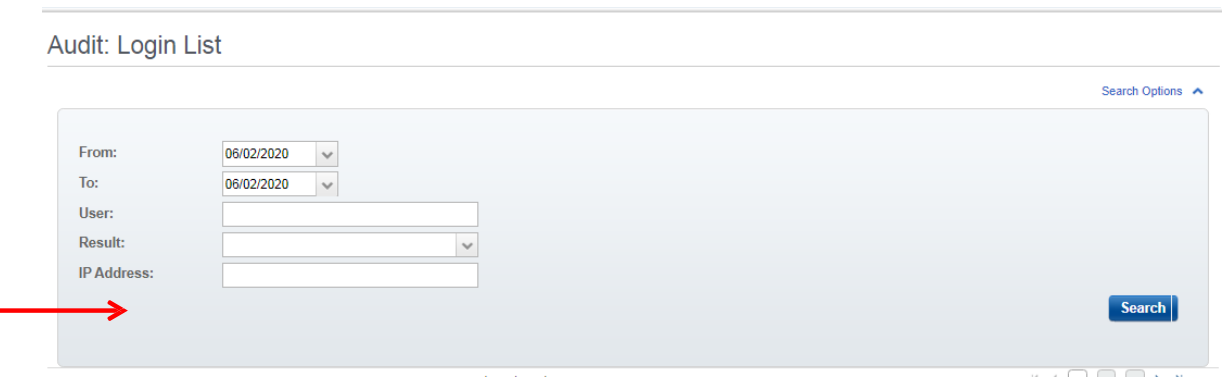 Audit: Login List
Search Options
From: 06/02/2020
To: 06/02/2020
User:
Result:
IP Address:
Search